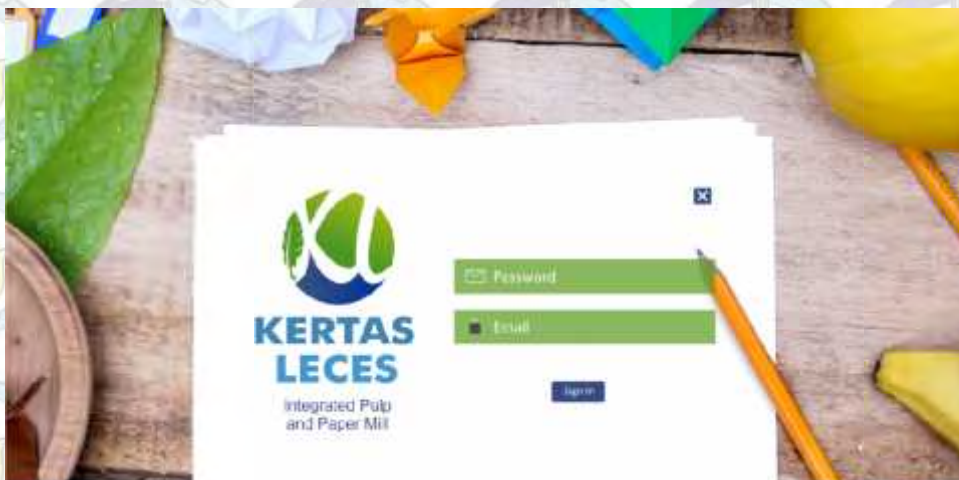 KERTAS
LECES
Integrated Pulp
and Paper Mill
Password
Email
Sign In